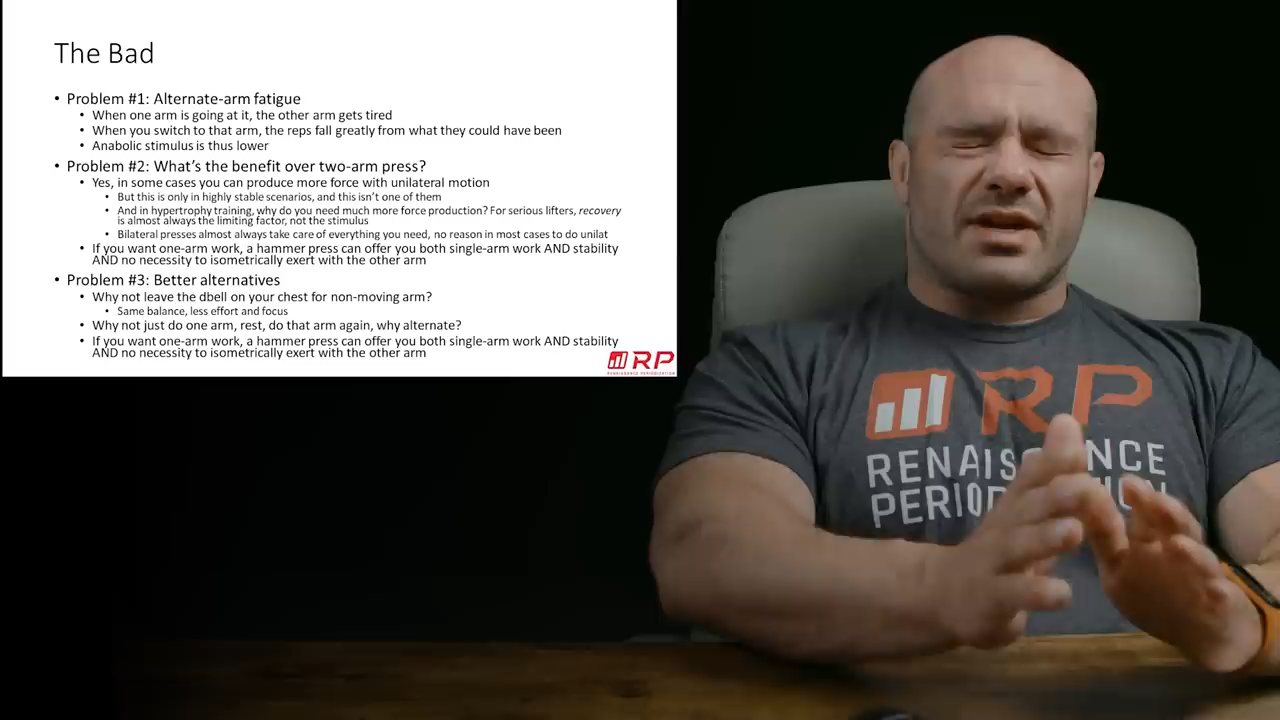 The Bad
• Problem #1: Alternate-arm fatigue
• When one arm is going at it, the other arm gets tired
• When you switch to that arm, the reps fall greatly from what they could have been
• Anabolic stimulus is thus lower
• Problem #2: What's the benefit over two-arm press?
• Yes, in some cases you can produce more force with unilateral motion
• But this is only in highly stable scenarios, and this isn't one of them
• And in hypertrophy training, why do you need much more force production? For serious lifters, recovery
is almost always the limiting factor, not the stimulus
• Bilateral presses almost always take care of everything you need, no reason in most cases to do unilat
• If you want one-arm work, a hammer press can offer you both single-arm work AND stability
AND no necessity to isometrically exert with the other arm
• Problem #3: Better alternatives
• Why not leave the dbell on your chest for non-moving arm?
• Same balance, less effort and focus
• Why not just do one arm, rest, do that arm again, why alternate?
• If you want one-arm work, a hammer press can offer you both single-arm work AND stability
AND no necessity to isometrically exert with the other arm
RP
RENAISSANCE PERIODIZATION
RP